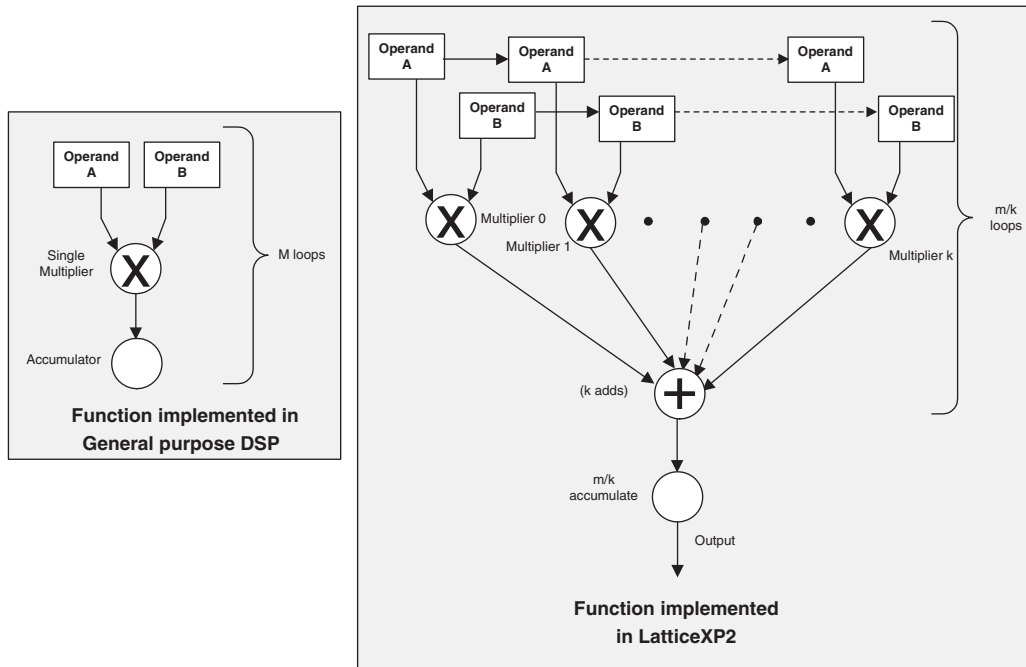 Operand
A
Operand
B
Single
Multiplier
X
Accumulator
M loops
Function implemented in
General purpose DSP
Operand
A
Operand
A
Operand
A
Operand
B
Operand
B
Operand
B
X
Multiplier 0
X
Multiplier 1
X
Multiplier k
m/k
loops
(k adds)
+
m/k
accumulate
Output
Function implemented
in LatticeXP2